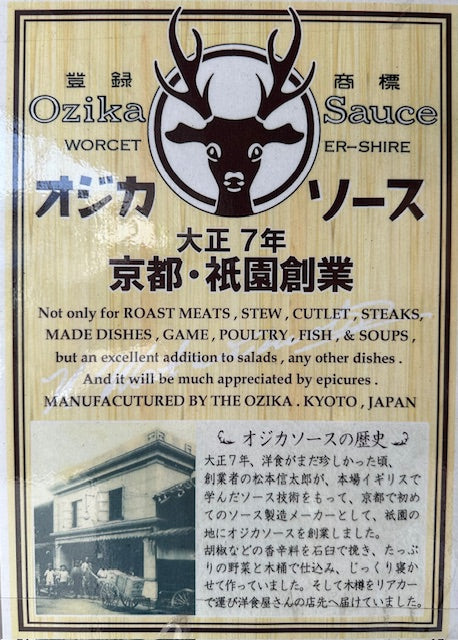 登録 商標
Ozika Sauce
WORCET ER-SHIRE
オジカ ソース
大正7年
京都・祇園創業
Not only for ROAST MEATS , STEW , CUTLET , STEAKS,
MADE DISHES , GAME , POULTRY , FISH , & SOUPS ,
but an excellent addition to salads , any other dishes .
And it will be much appreciated by epicures .
MANUFACUTURED BY THE OZIKA . KYOTO , JAPAN
オジカソースの歴史
大正7年、洋食がまだ珍しかった頃、
創業者の松本信太郎が、本場イギリスで
学んだソース技術をもって、京都で初め
てのソース製造メーカーとして、祇園の
地にオジカソースを創業しました。
胡椒などの香辛料を石臼で挽き、たっぷ
りの野菜と木桶で仕込み、じっくり寝か
せて作っていました。そして木樽をリアカー
で運び洋食屋さんの店先へ届けていました。